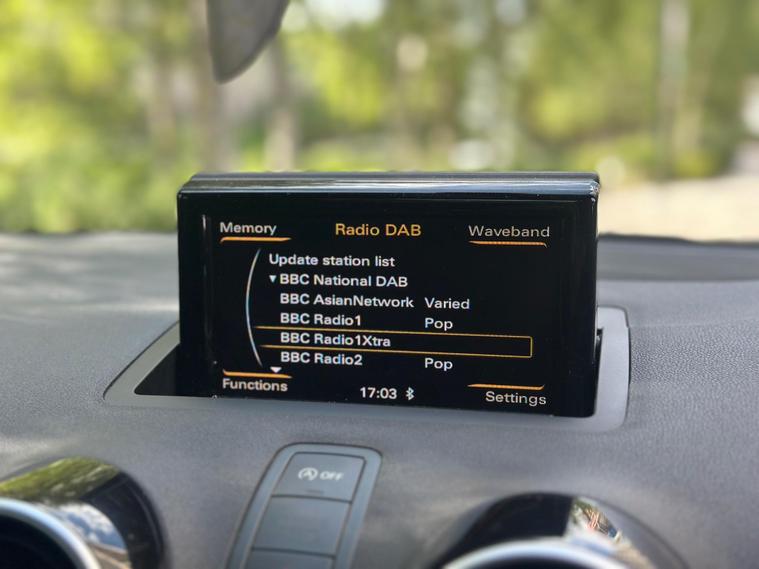 Memory Radio DAB Waveband
Update station list
BBC National DAB
BBC AsianNetwork Varied
BBC Radio1 Pop
BBC Radio1Xtra
BBC Radio2 Pop
Functions 17:03 Settings
A OFF